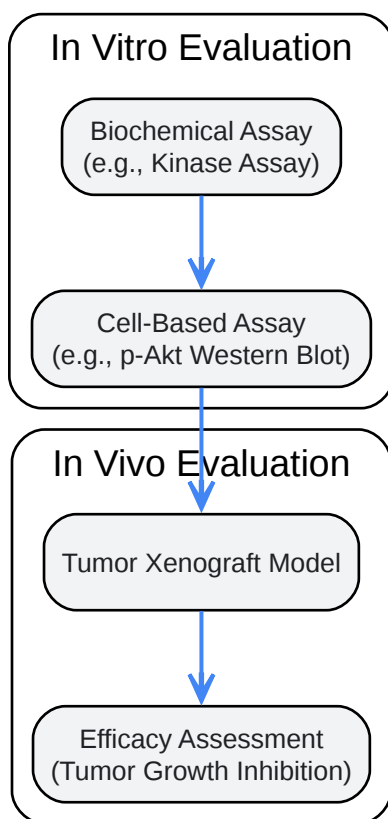 In Vitro Evaluation
Biochemical Assay
(e.g., Kinase Assay)
Cell-Based Assay
(e.g., p-Akt Western Blot)
In Vivo Evaluation
Tumor Xenograft Model
Efficacy Assessment
(Tumor Growth Inhibition)